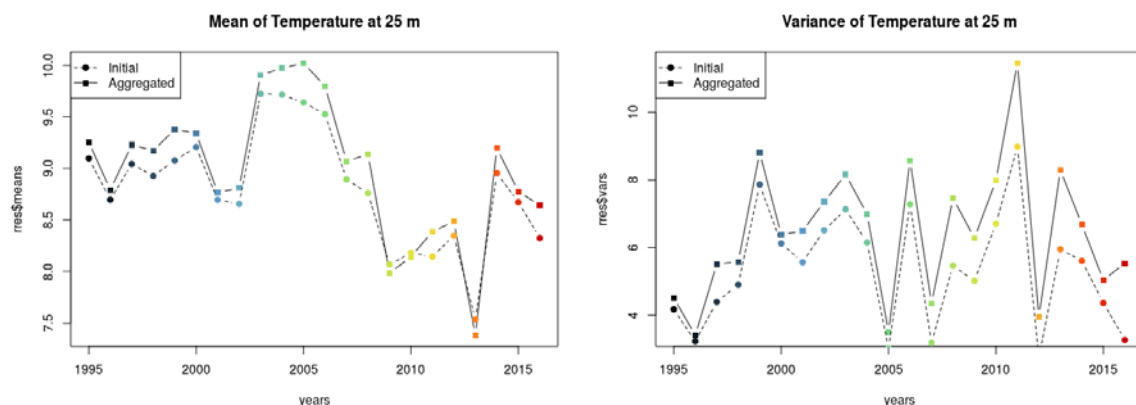 Mean of Temperature at 25 m
Initial
Aggregated
rres$means
10.0
9.5
9.0
8.5
8.0
7.5
1995 2000 2005 2010 2015
years
Variance of Temperature at 25 m
Initial
Aggregated
rres$vars
10
8
6
4
1995 2000 2005 2010 2015
years